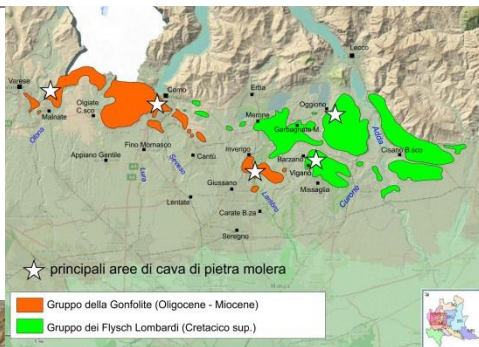 Lecco
Varese
Como
Erba
Malnate
Olgiate
C.sco
Oggiono
Merone
Garbagnate M.
Adda
Olona
Fino Mornasco
Appiano Gentile
Lura
Seveso
Cantù
Inverigo
Barzanò
Viganò
Cisano B.sco
Giussano
Missaglia
Lambro
Curone
Lentate
Carate B.za
Seregno
principali aree di cava di pietra molera
Gruppo della Gonfolite (Oligocene - Miocene)
Gruppo dei Flysch Lombardi (Cretacico sup.)